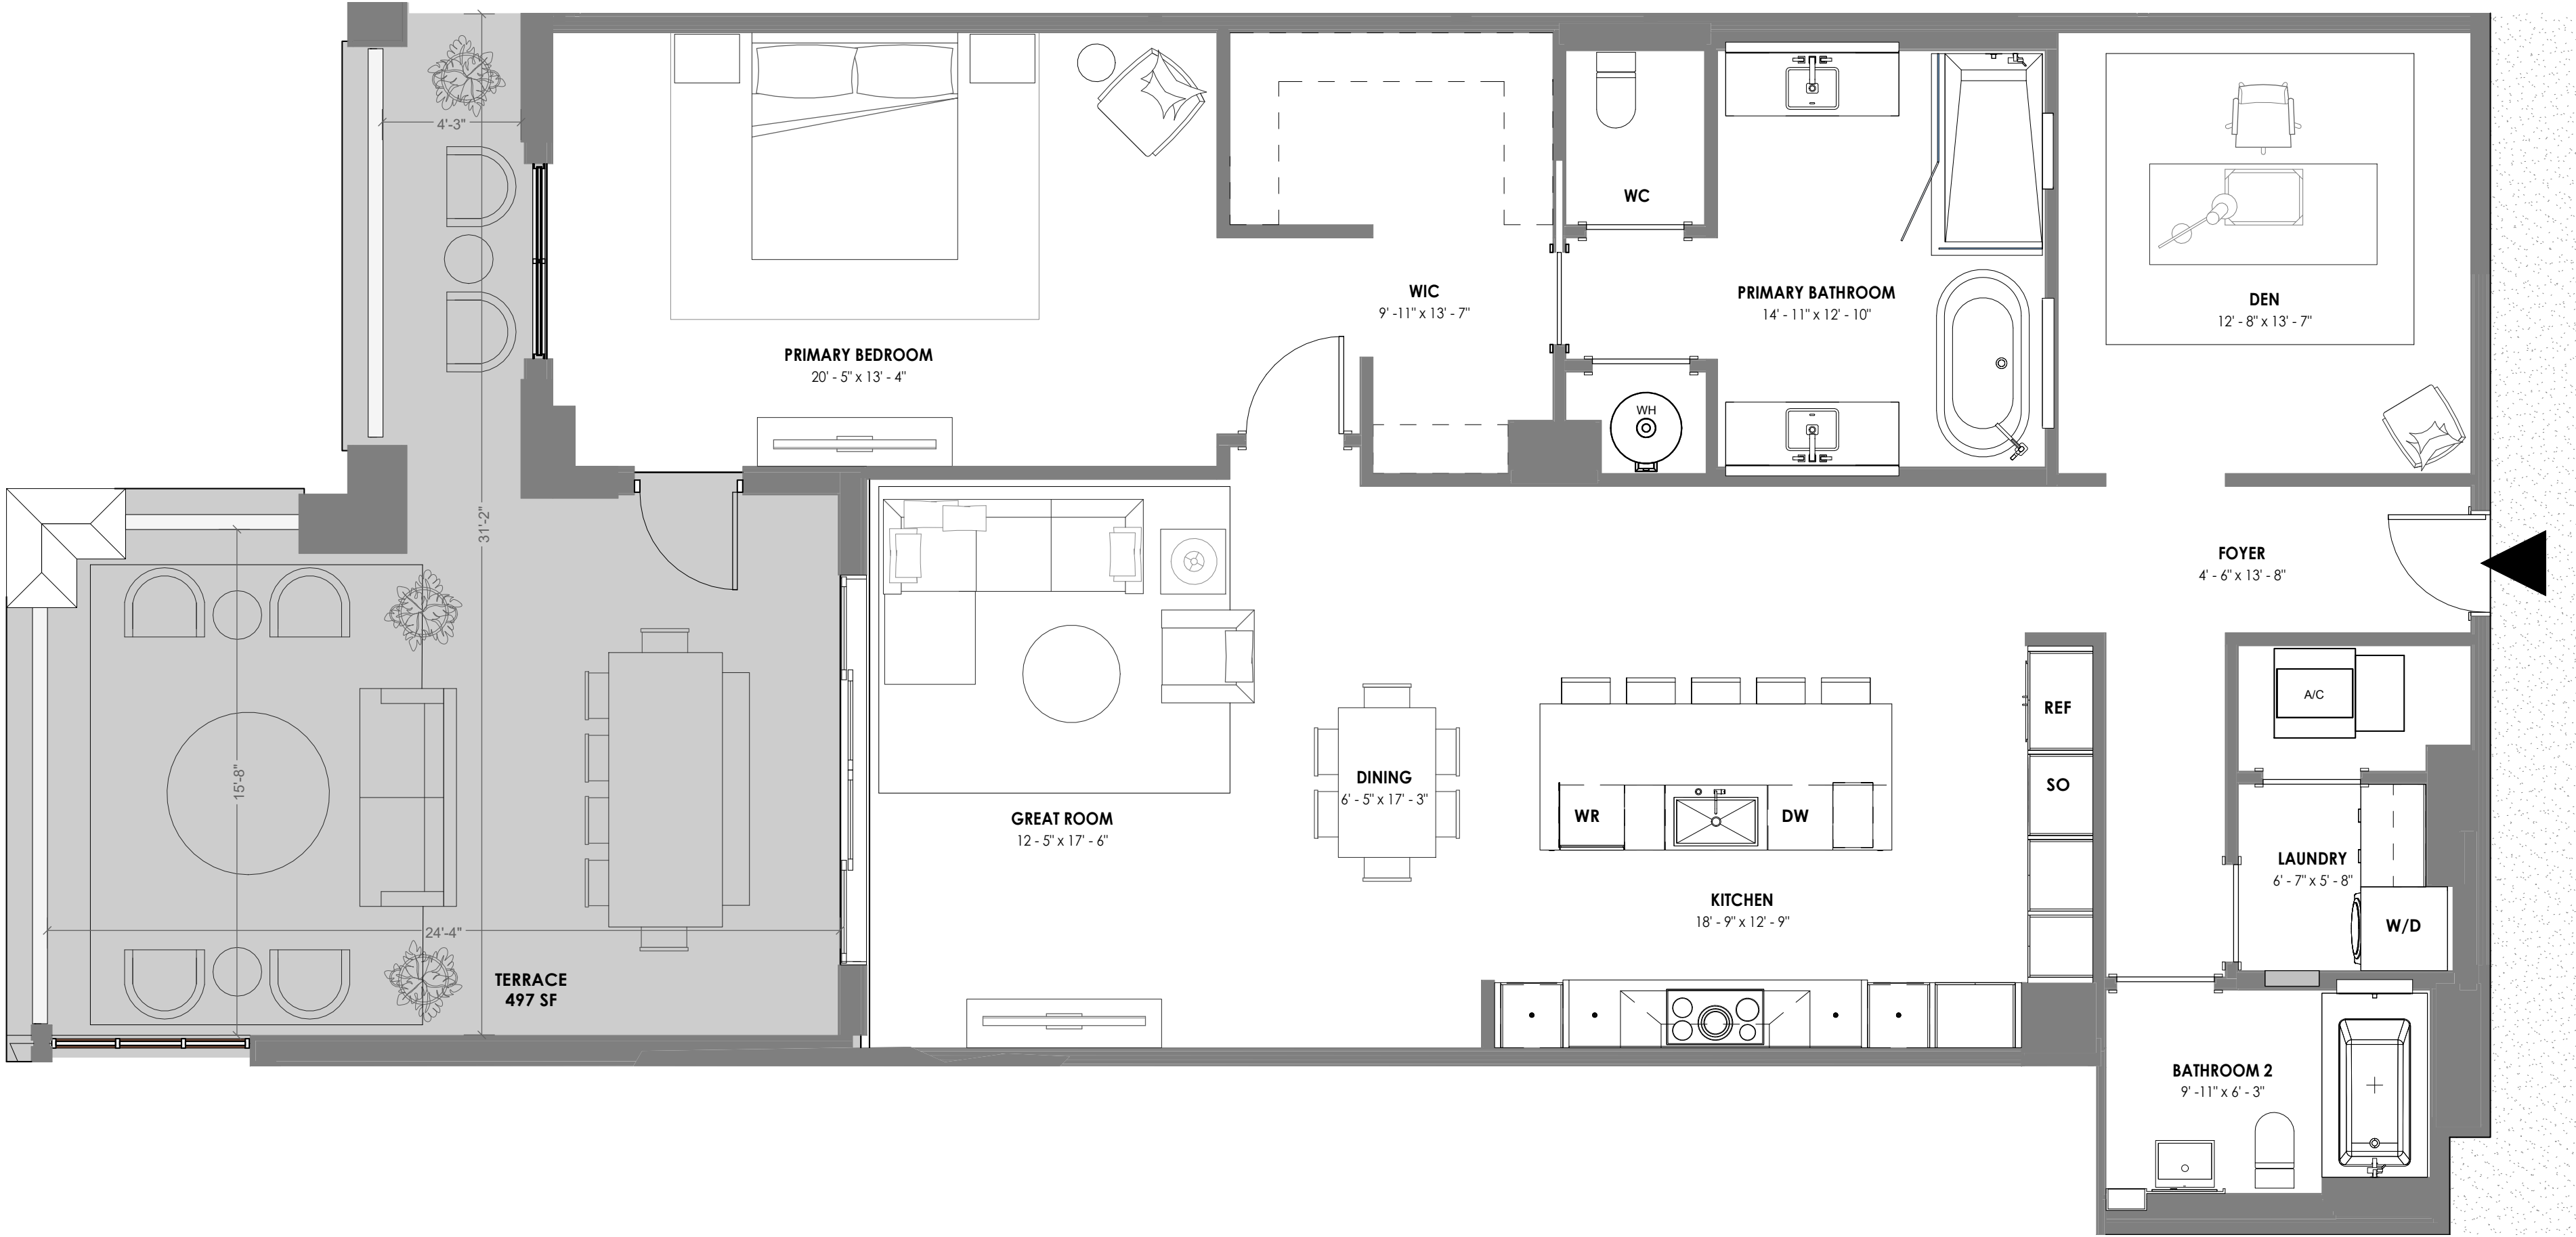 4'-3"
WC
WIC
9' -11" x 13' - 7"
PRIMARY BATHROOM
14' - 11" x 12' - 10"
DEN
12' - 8" x 13' - 7"
PRIMARY BEDROOM
20' - 5" x 13' - 4"
WH
31'-2"
FOYER
4' - 6" x 13' - 8"
A/C
REF
15'-8"
DINING
6' - 5" x 17' - 3"
SO
GREAT ROOM
12 - 5" x 17' - 6"
WR
DW
LAUNDRY
6' - 7" x 5' - 8"
KITCHEN
18' - 9" x 12' - 9"
W/D
24'-4"
TERRACE
497 SF
BATHROOM 2
9' -11" x 6' - 3"